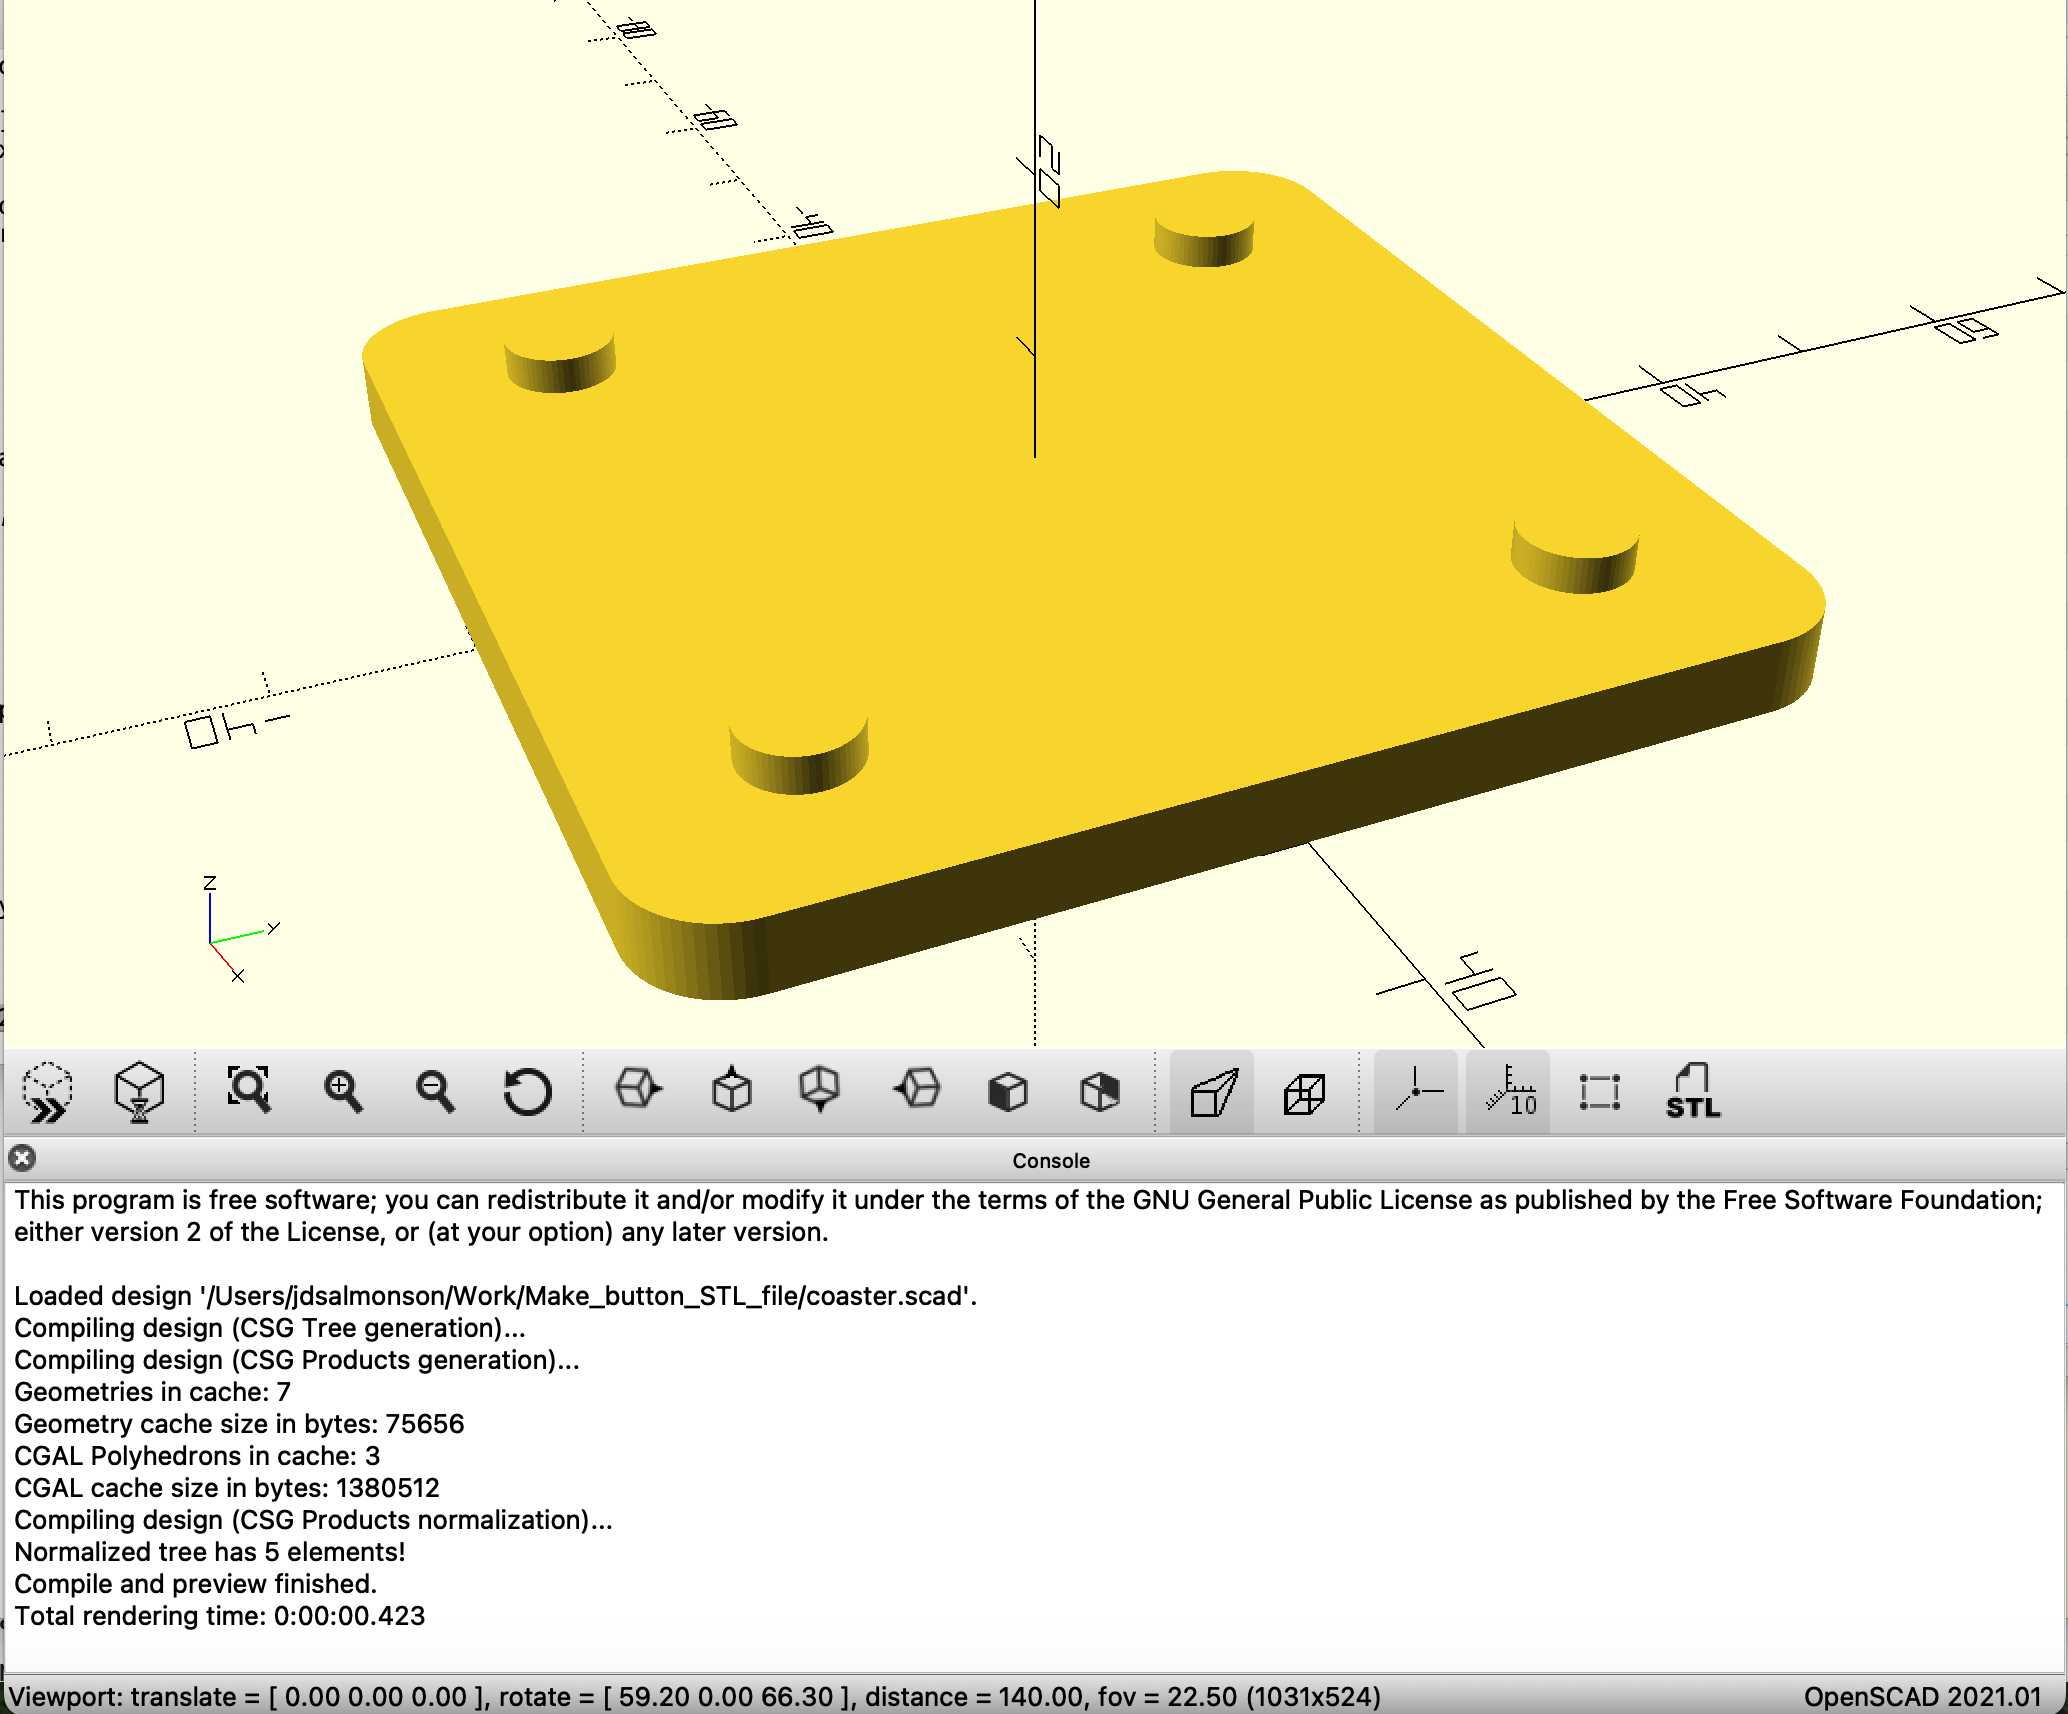 20
40
60
40
-40
Z
Y
X
40
10
STL
Console
This program is free software; you can redistribute it and/or modify it under the terms of the GNU General Public License as published by the Free Software Foundation;
either version 2 of the License, or (at your option) any later version.
Loaded design '/Users/jdsalmonson/Work/Make_button_STL_file/coaster.scad'.
Compiling design (CSG Tree generation)...
Compiling design (CSG Products generation)...
Geometries in cache: 7
Geometry cache size in bytes: 75656
CGAL Polyhedrons in cache: 3
CGAL cache size in bytes: 1380512
Compiling design (CSG Products normalization)...
Normalized tree has 5 elements!
Compile and preview finished.
Total rendering time: 0:00:00.423
Viewport: translate = [ 0.00 0.00 0.00 ], rotate = [ 59.20 0.00 66.30 ], distance = 140.00, fov = 22.50 (1031x524)
OpenSCAD 2021.01